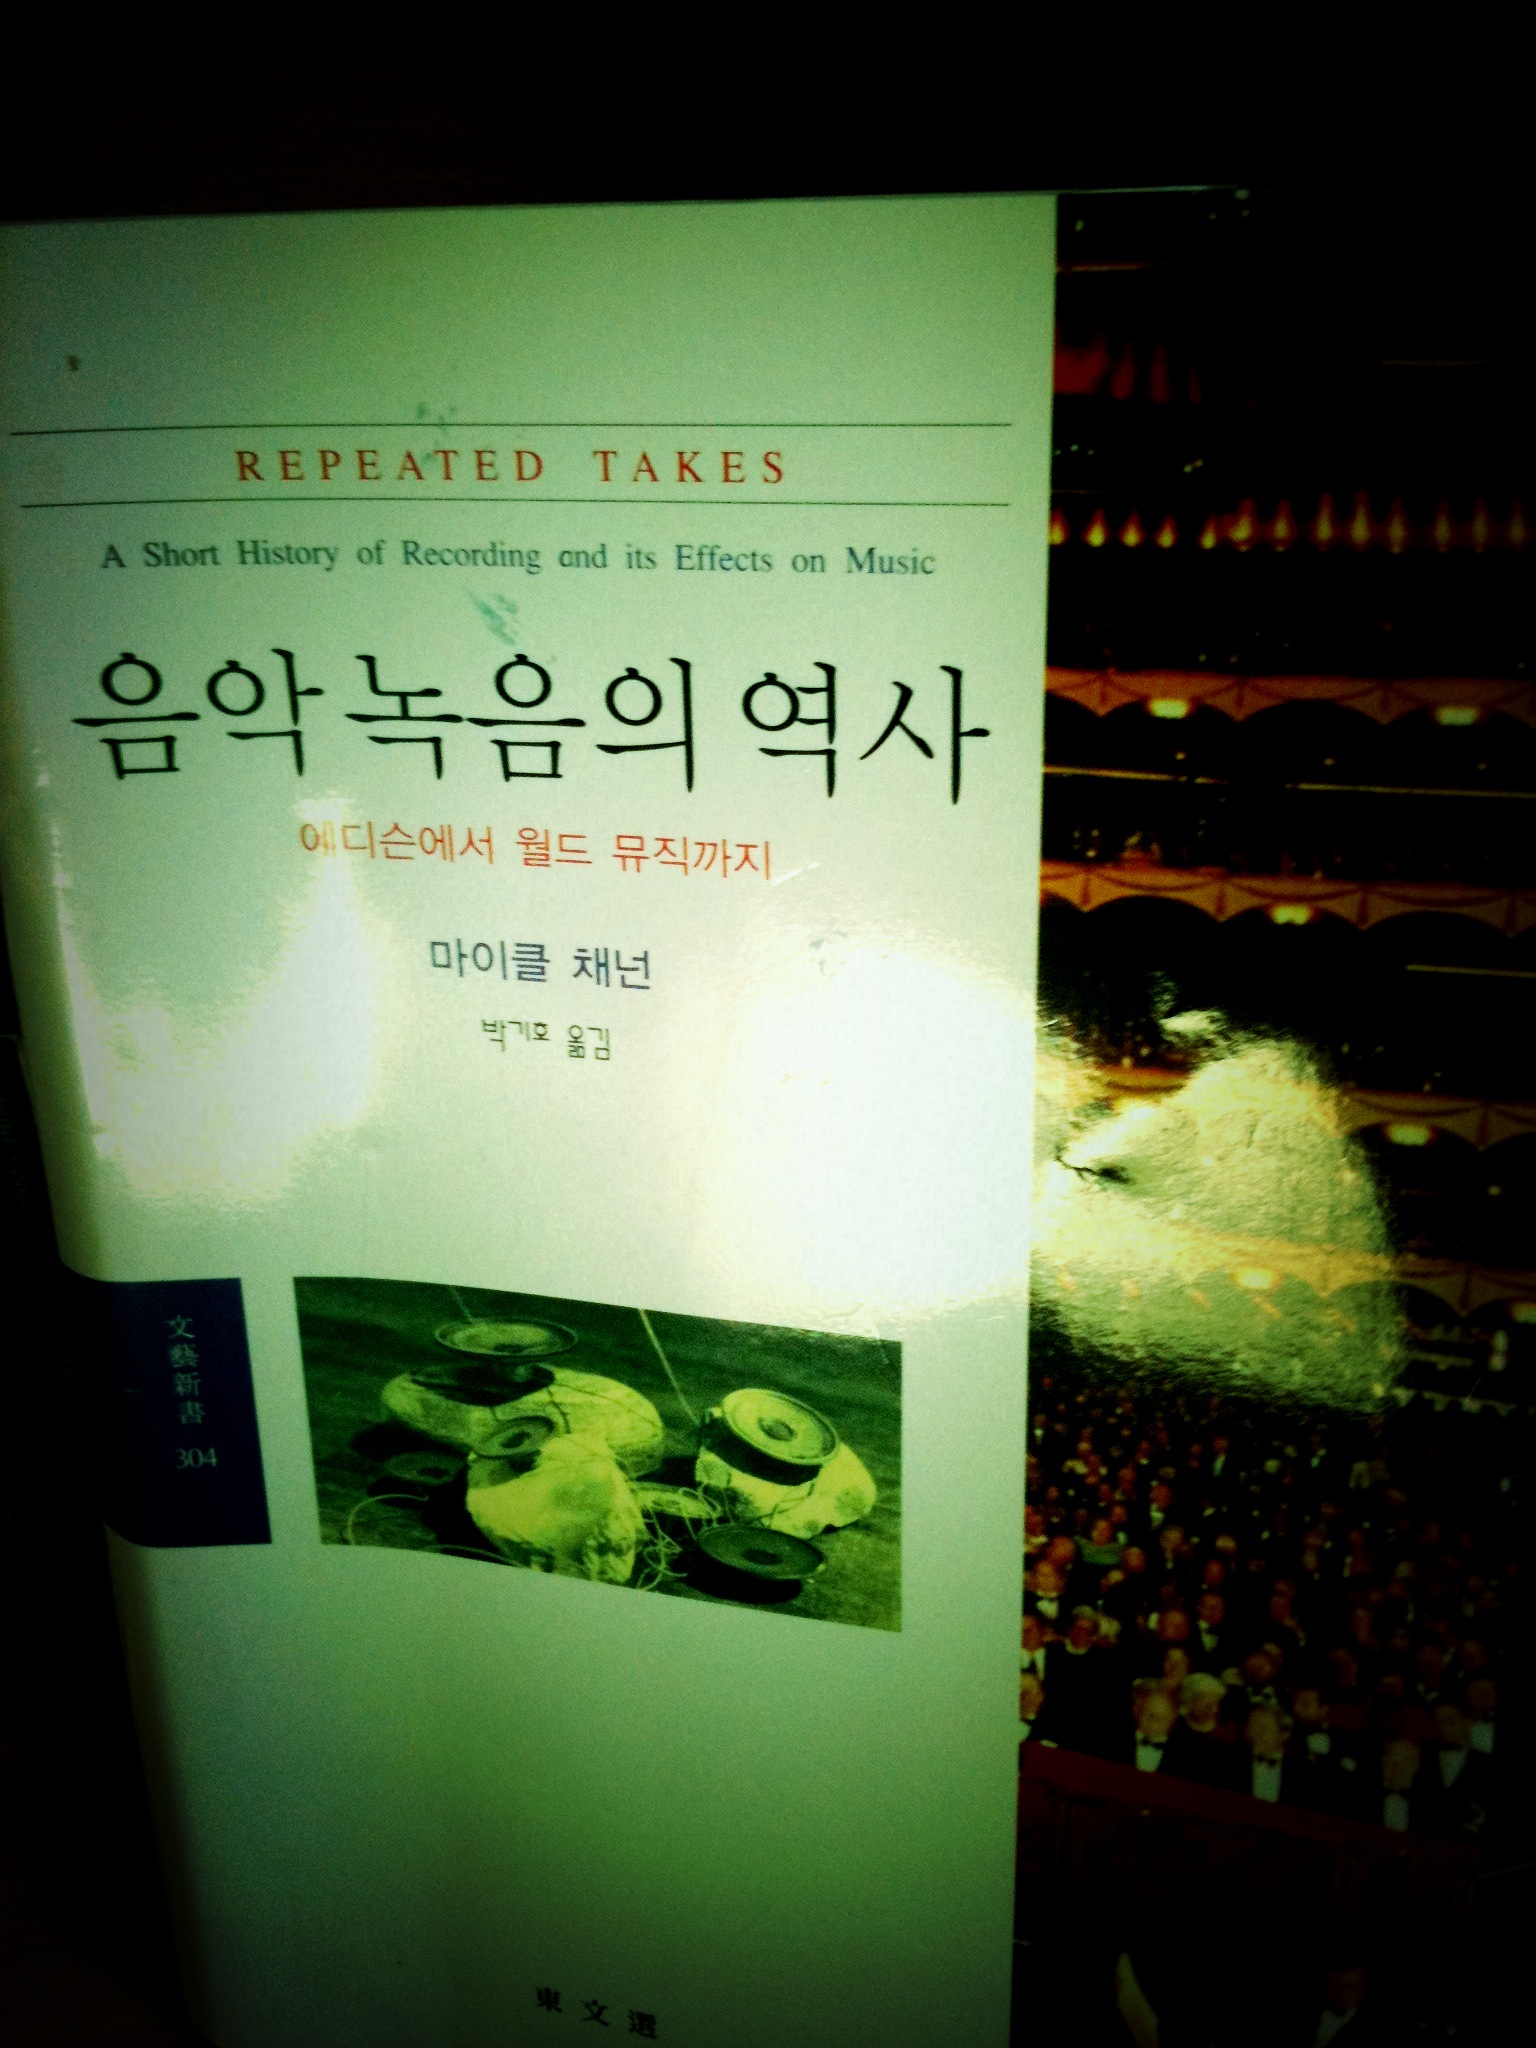 REPEATED TAKES
A Short History of Recording and its Effects on Music
음악 녹음의 역사
에디슨에서 월드 뮤직까지
마이클 채넌
박기호 옮김
文藝新書
304
東文選